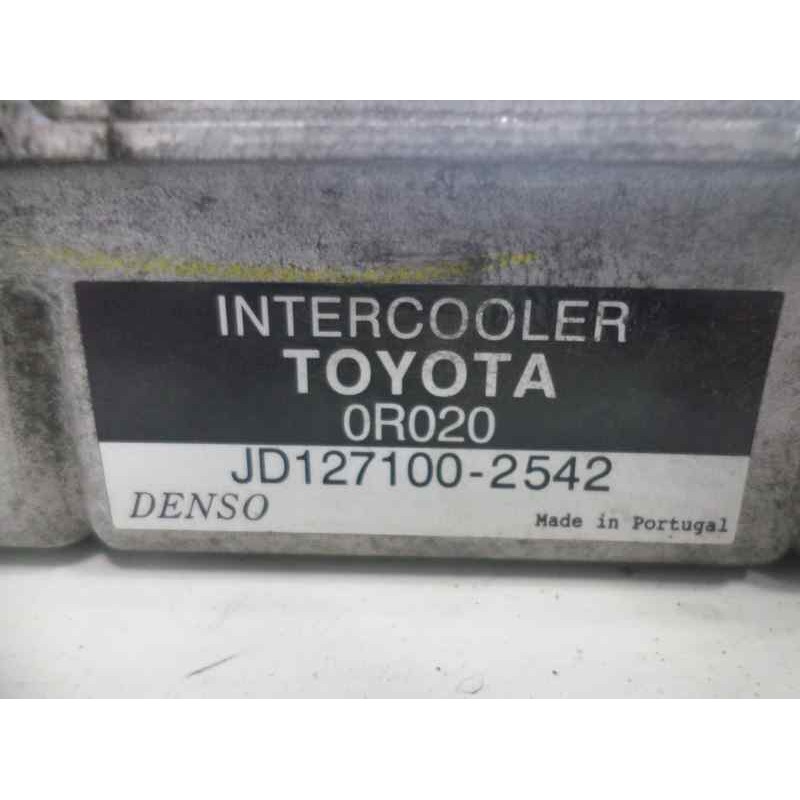 INTERCOOLER
TOYOTA
0R020
JD127100-2542
DENSO
Made in Portugal